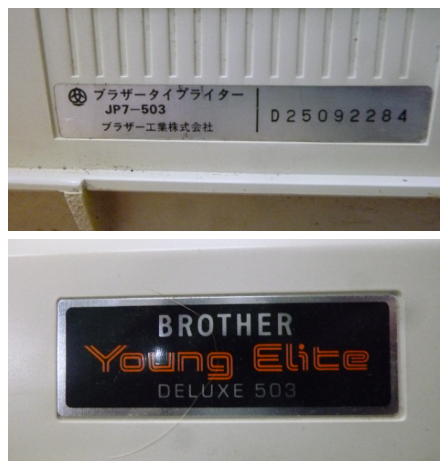 ブラザータイプライター
JP7-503
ブラザー工業株式会社
D25092284
BROTHER
Young Elite
DELUXE 503